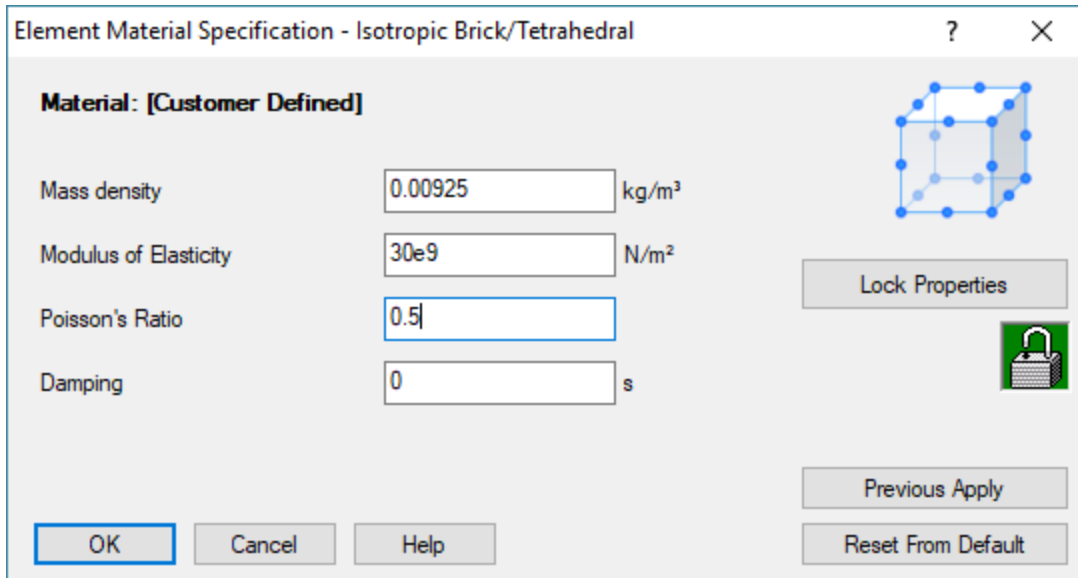 Element Material Specification - Isotropic Brick/Tetrahedral ?
Material: [Customer Defined]
Mass density 0.00925 kg/m³
Modulus of Elasticity 30e9 N/m²
Lock Properties
Poisson's Ratio 0.5
Damping 0 s
Previous Apply
OK Cancel Help Reset From Default